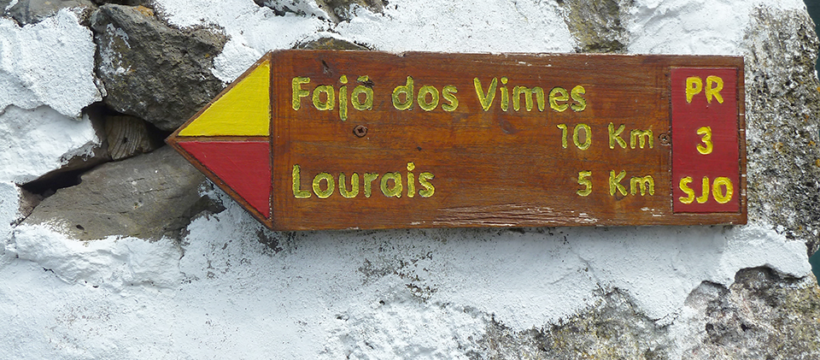 Fajã dos Vimes
10 Km
Lourais
5 Km
PR
3
SJO